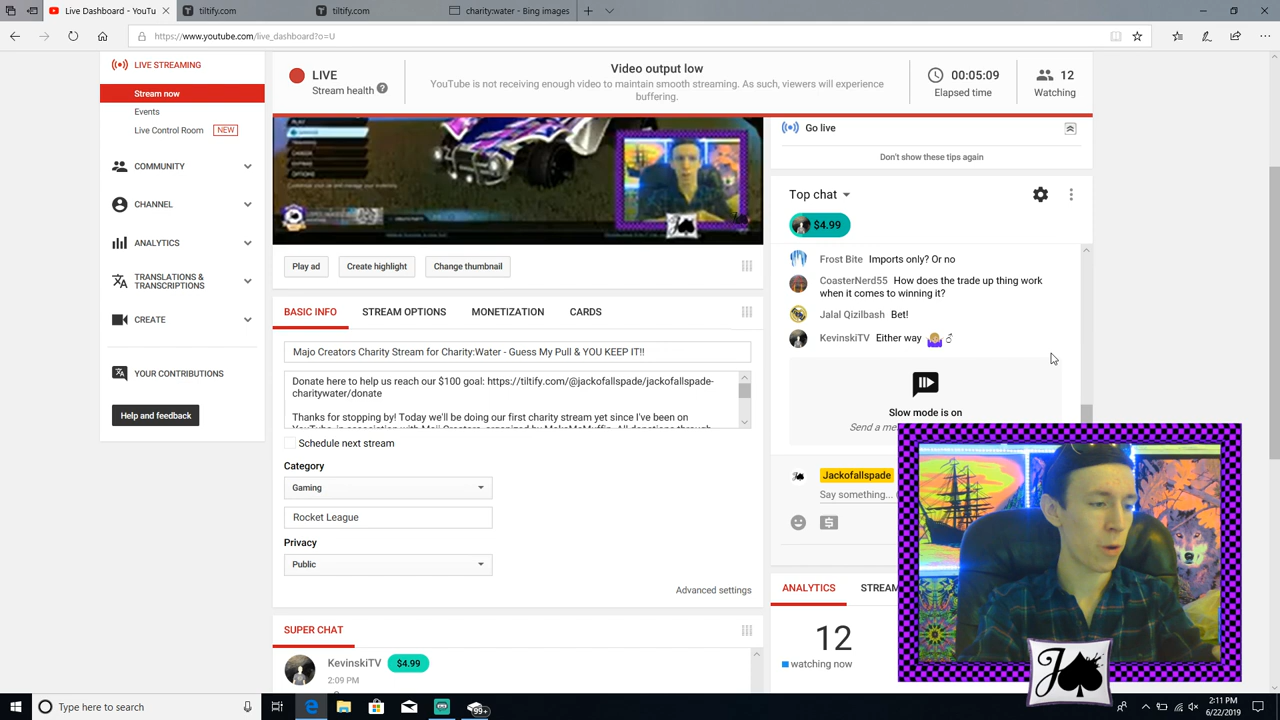 Live Dashboard - YouTu
tiltify.com
tiltify.com
charity:water - Bing images
https://www.youtube.com/live_dashboard?o=U
LIVE STREAMING
Stream now
Events
Live Control Room NEW
COMMUNITY
CHANNEL
ANALYTICS
TRANSLATIONS &
TRANSCRIPTIONS
CREATE
YOUR CONTRIBUTIONS
Help and feedback
LIVE
Stream health ?
Video output low
YouTube is not receiving enough video to maintain smooth streaming. As such, viewers will experience
buffering.
00:05:09
Elapsed time
12
Watching
Play ad
Create highlight
Change thumbnail
BASIC INFO
STREAM OPTIONS
MONETIZATION
CARDS
Majo Creators Charity Stream for Charity:Water - Guess My Pull & YOU KEEP IT!!
Donate here to help us reach our $100 goal: https://tiltify.com/@jackofallspade/jackofallspade-
charitywater/donate
Thanks for stopping by! Today we'll be doing our first charity stream yet since I've been on
Schedule next stream
Category
Gaming
Rocket League
Privacy
Public
Advanced settings
SUPER CHAT
KevinskiTV $4.99
2:09 PM
Go live
Don't show these tips again
Top chat
$4.99
Frost Bite Imports only? Or no
CoasterNerd55 How does the trade up thing work
when it comes to winning it?
Jalal Qizilbash Bet!
KevinskiTV Either way 🤷🏼♂
Slow mode is on
Send a me
Jackofallspade
Say something...
ANALYTICS
STREAM
12
watching now
J
Type here to search
99+
2:11 PM
6/22/2019